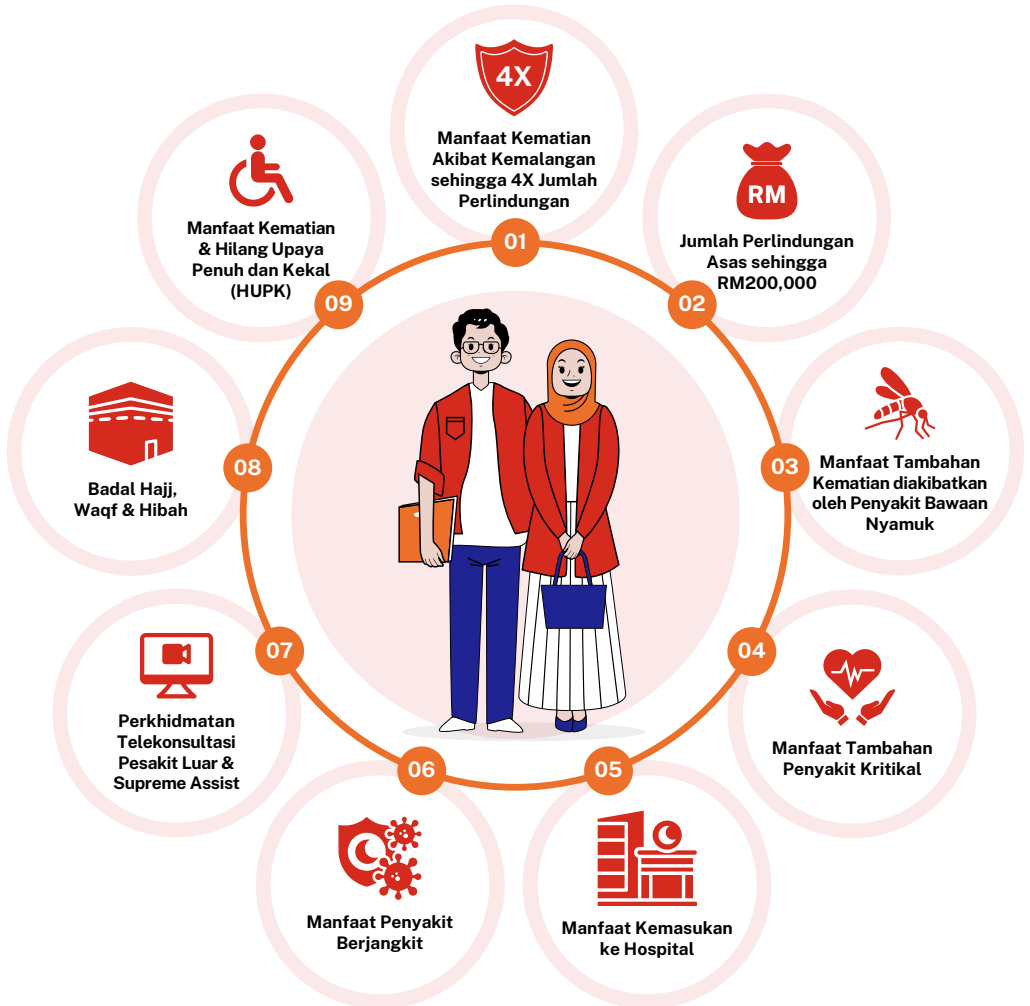 4X
Manfaat Kematian
Akibat Kemalangan
sehingga 4X Jumlah
Perlindungan
01
RM
Jumlah Perlindungan
Asas sehingga
RM200,000
02
Manfaat Tambahan
Kematian diakibatkan
oleh Penyakit Bawaan
Nyamuk
03
Manfaat Tambahan
Penyakit Kritikal
04
Manfaat Kemasukan
ke Hospital
05
Manfaat Penyakit
Berjangkit
06
Perkhidmatan
Telekonsultasi
Pesakit Luar &
Supreme Assist
07
Badal Hajj,
Waqf & Hibah
08
Manfaat Kematian
& Hilang Upaya
Penuh dan Kekal
(HUPK)
09